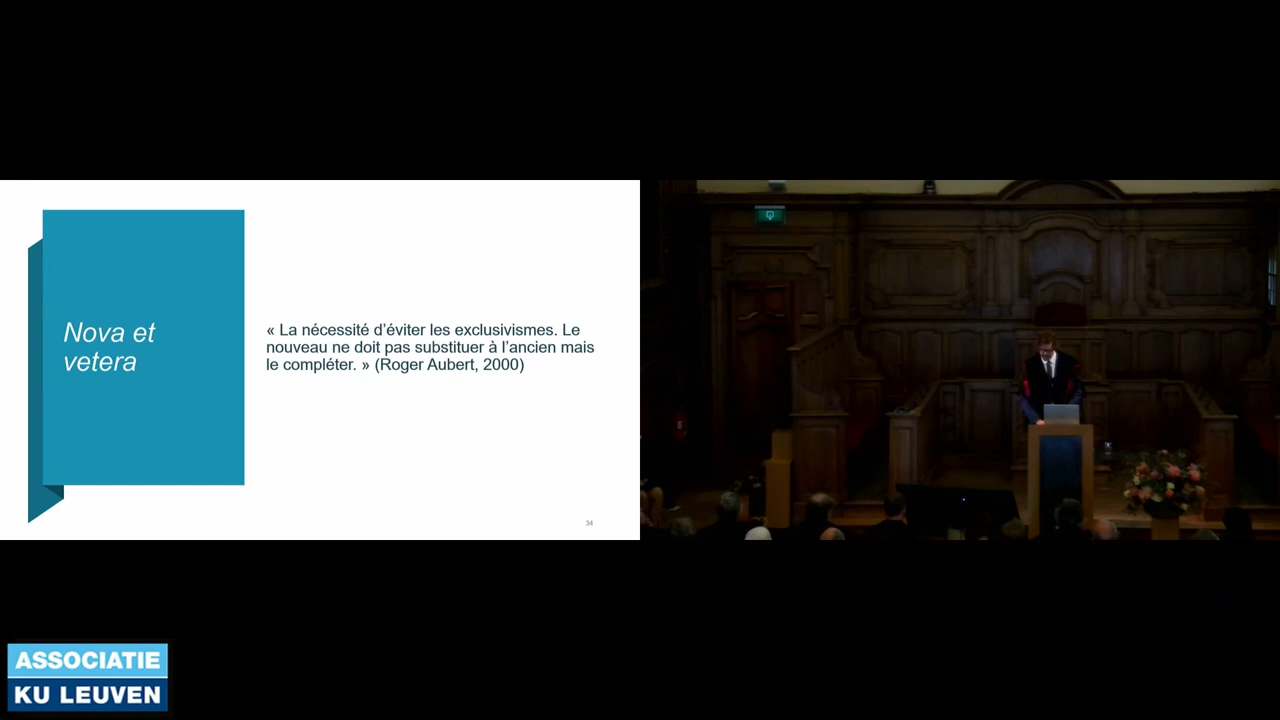 Nova et
vetera
« La nécessité d’éviter les exclusivismes. Le
nouveau ne doit pas substituer à l’ancien mais
le compléter. » (Roger Aubert, 2000)
34
ASSOCIATIE
KU LEUVEN